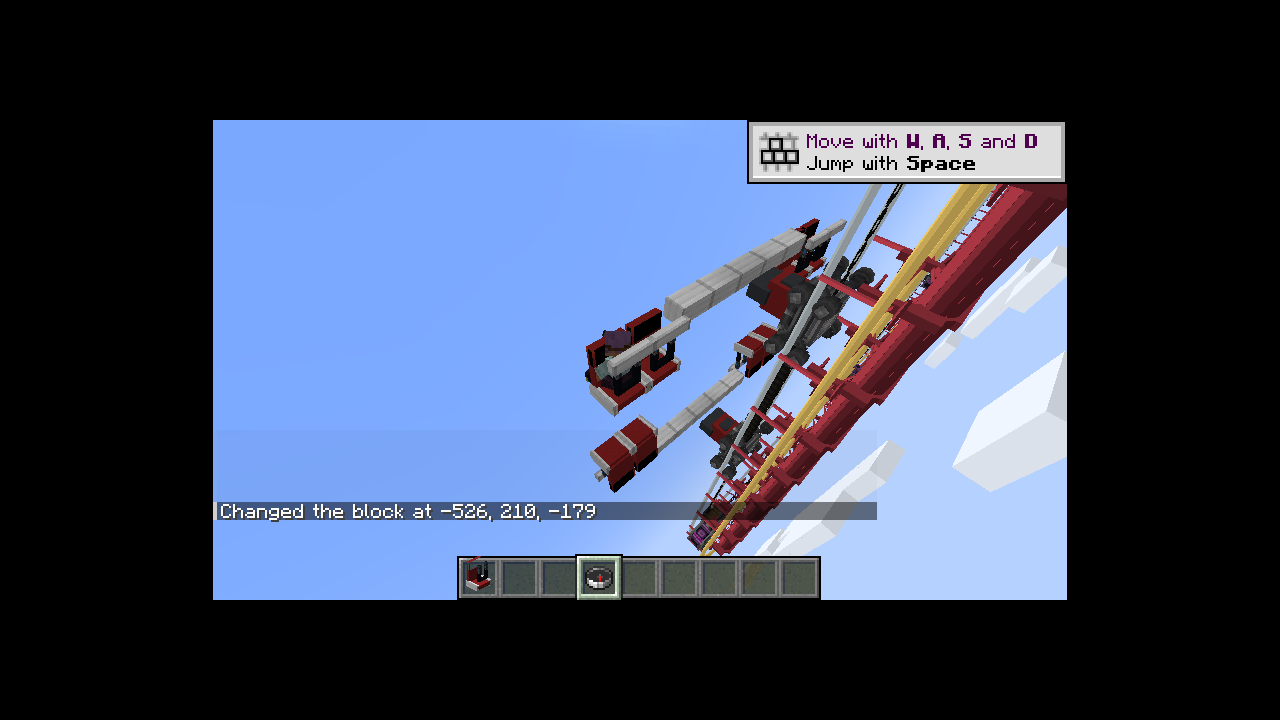 Move with W, A, S and D
Jump with Space
Changed the block at -526, 210, -179